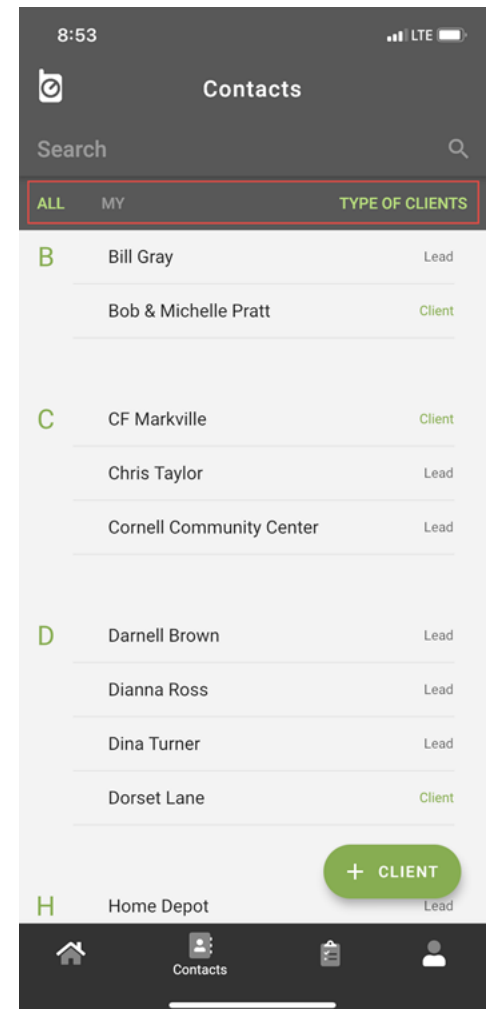 8:53 LTE
Contacts
Search
ALL MY TYPE OF CLIENTS
B Bill Gray Lead
Bob & Michelle Pratt Client
C CF Markville Client
Chris Taylor Lead
Cornell Community Center Lead
D Darnell Brown Lead
Dianna Ross Lead
Dina Turner Lead
Dorset Lane Client
+ CLIENT
H Home Depot Lead
Contacts